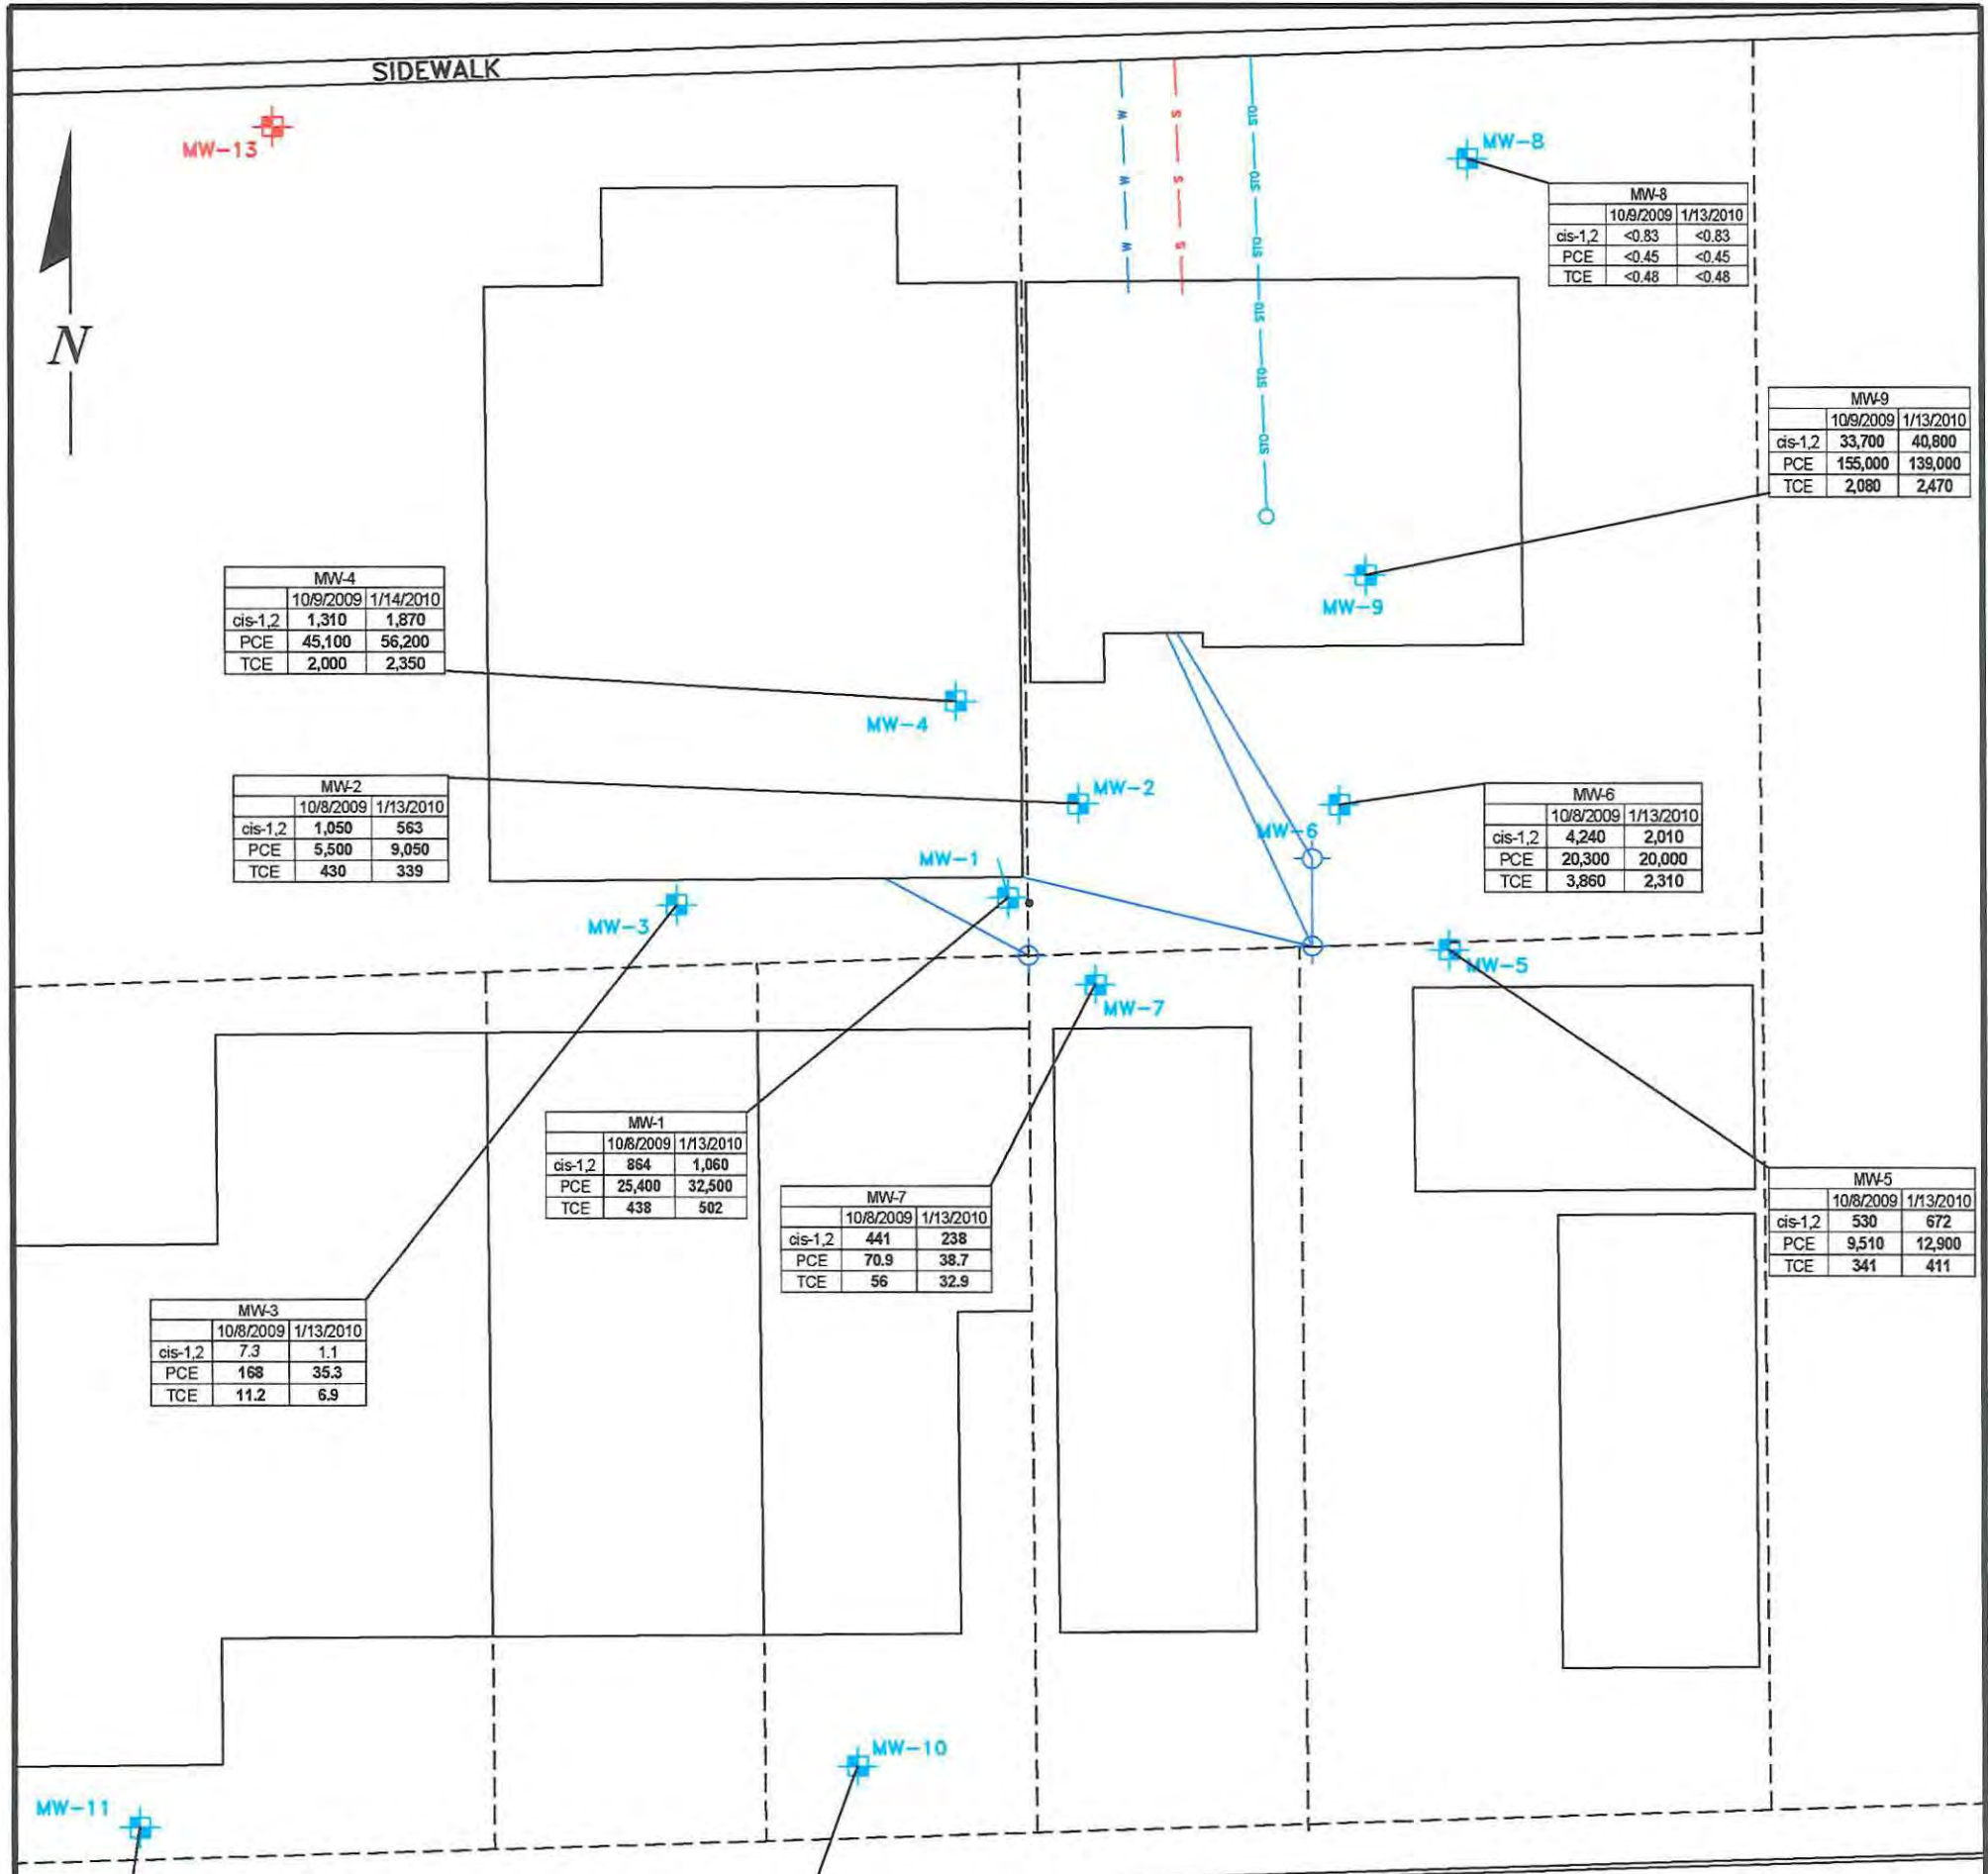 SIDEWALK
MW-13
N
W W W
S S S
STO STO STO STO STO STO
MW-8
MW-8
10/9/2009 1/13/2010
cis-1,2 <0.83 <0.83
PCE <0.45 <0.45
TCE <0.48 <0.48
MW-9
10/9/2009 1/13/2010
cis-1,2 33,700 40,800
PCE 155,000 139,000
TCE 2,080 2,470
MW-9
MW-4
10/9/2009 1/14/2010
cis-1,2 1,310 1,870
PCE 45,100 56,200
TCE 2,000 2,350
MW-4
MW-2
10/8/2009 1/13/2010
cis-1,2 1,050 563
PCE 5,500 9,050
TCE 430 339
MW-2
MW-6
MW-6
10/8/2009 1/13/2010
cis-1,2 4,240 2,010
PCE 20,300 20,000
TCE 3,860 2,310
MW-1
MW-3
MW-5
MW-7
MW-1
10/8/2009 1/13/2010
cis-1,2 864 1,060
PCE 25,400 32,500
TCE 438 502
MW-7
10/8/2009 1/13/2010
cis-1,2 441 238
PCE 70.9 38.7
TCE 56 32.9
MW-5
10/8/2009 1/13/2010
cis-1,2 530 672
PCE 9,510 12,900
TCE 341 411
MW-3
10/8/2009 1/13/2010
cis-1,2 7.3 1.1
PCE 168 35.3
TCE 11.2 6.9
MW-10
MW-11